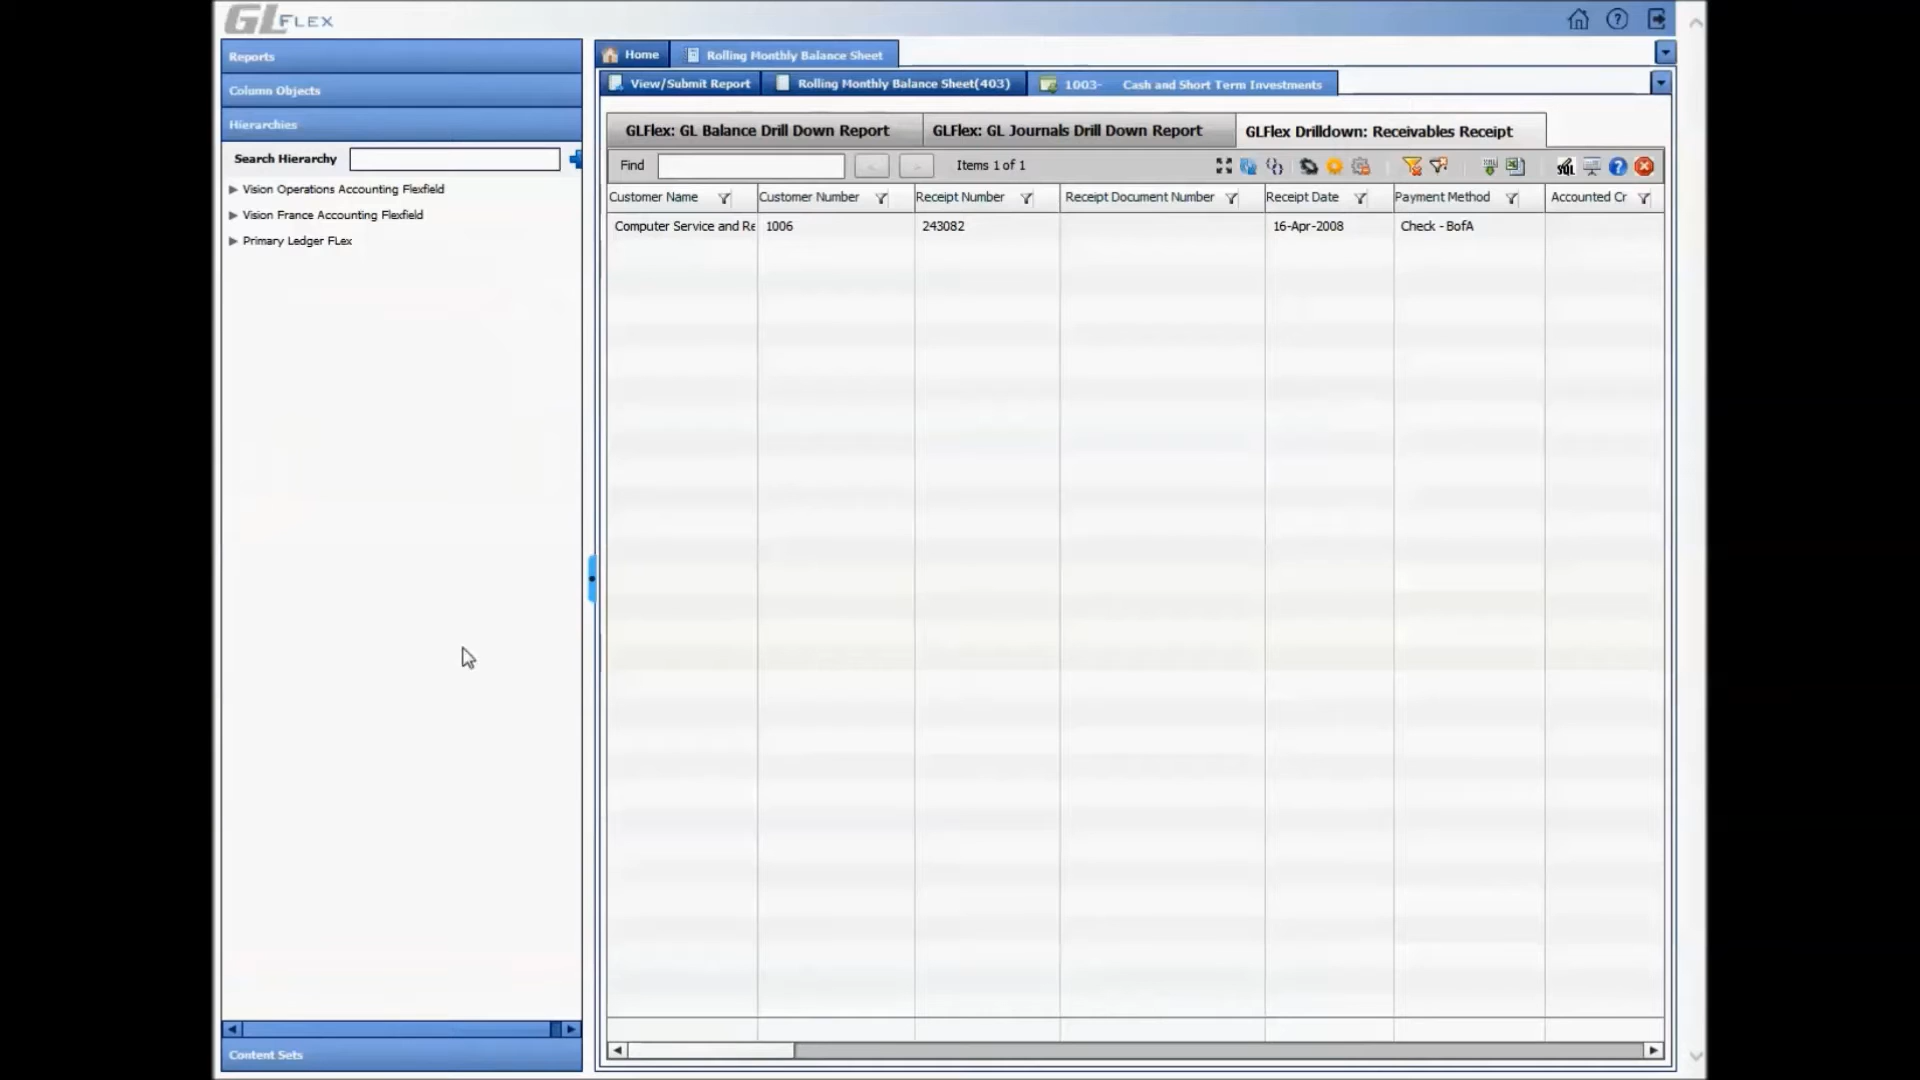 GL FLEX
Reports
Column Objects
Hierarchies
Search Hierarchy
Vision Operations Accounting Flexfield
Vision France Accounting Flexfield
Primary Ledger FLex
Content Sets
Home
Rolling Monthly Balance Sheet
View/Submit Report
Rolling Monthly Balance Sheet(403)
1003- Cash and Short Term Investments
GLFlex: GL Balance Drill Down Report
GLFlex: GL Journals Drill Down Report
GLFlex Drilldown: Receivables Receipt
Find
Items 1 of 1
SQL
Customer Name Customer Number Receipt Number Receipt Document Number Receipt Date Payment Method Accounted Cr
Computer Service and Re 1006 243082 16-Apr-2008 Check - BofA